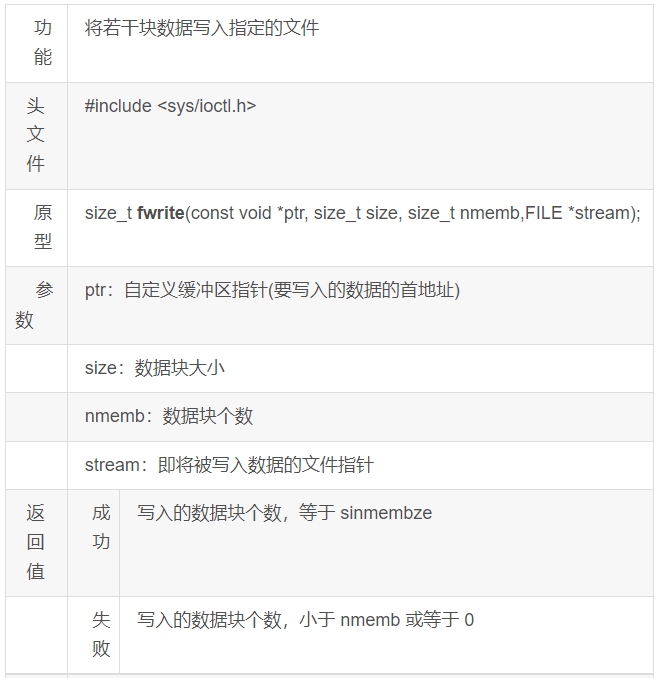 功
能
将若干块数据写入指定的文件
头
文
件
#include <sys/ioctl.h>
原
型
size_t fwrite(const void *ptr, size_t size, size_t nmemb,FILE *stream);
参
数
ptr：自定义缓冲区指针(要写入的数据的首地址)
size：数据块大小
nmemb：数据块个数
stream：即将被写入数据的文件指针
返
回
值
成
功
写入的数据块个数，等于 sinmembze
失
败
写入的数据块个数，小于 nmemb 或等于 0